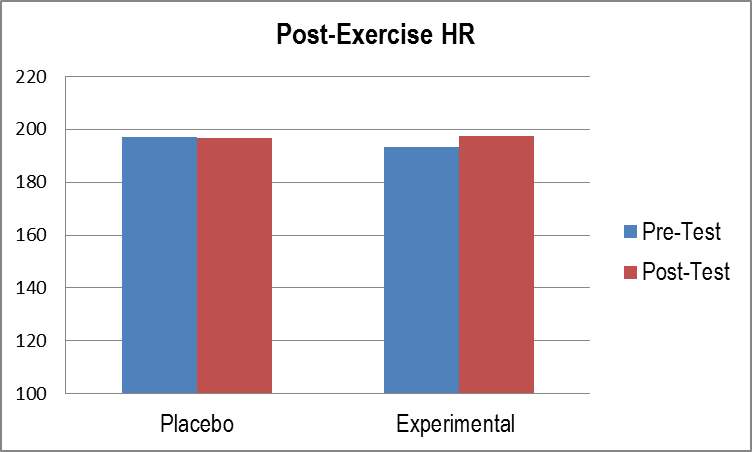 Post-Exercise HR
220
200
180
160
140
120
100
Placebo
Experimental
Pre-Test
Post-Test